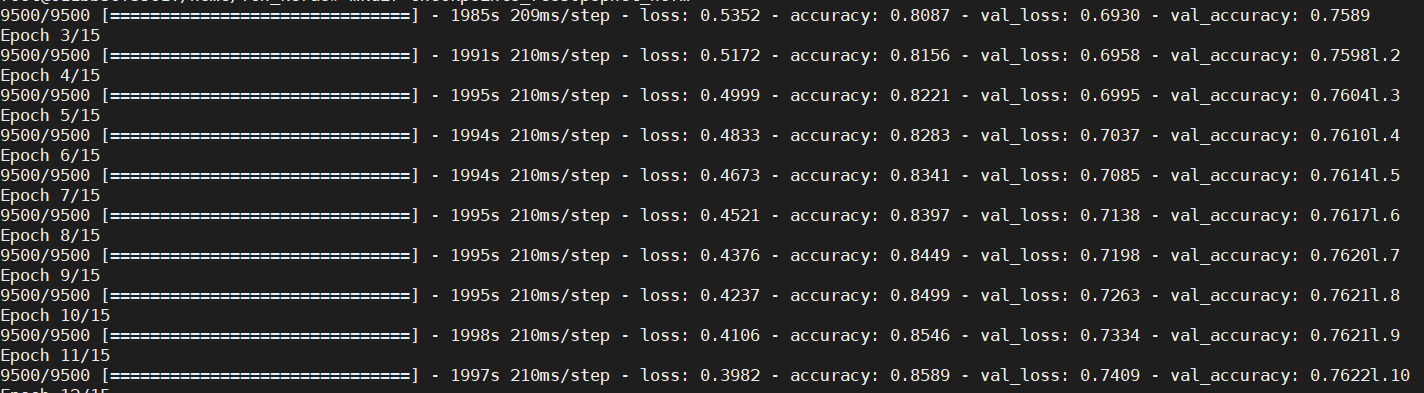 9500/9500 [==============================] - 1985s 209ms/step - loss: 0.5352 - accuracy: 0.8087 - val_loss: 0.6930 - val_accuracy: 0.7589
Epoch 3/15
9500/9500 [==============================] - 1991s 210ms/step - loss: 0.5172 - accuracy: 0.8156 - val_loss: 0.6958 - val_accuracy: 0.7598l.2
Epoch 4/15
9500/9500 [==============================] - 1995s 210ms/step - loss: 0.4999 - accuracy: 0.8221 - val_loss: 0.6995 - val_accuracy: 0.7604l.3
Epoch 5/15
9500/9500 [==============================] - 1994s 210ms/step - loss: 0.4833 - accuracy: 0.8283 - val_loss: 0.7037 - val_accuracy: 0.7610l.4
Epoch 6/15
9500/9500 [==============================] - 1994s 210ms/step - loss: 0.4673 - accuracy: 0.8341 - val_loss: 0.7085 - val_accuracy: 0.7614l.5
Epoch 7/15
9500/9500 [==============================] - 1995s 210ms/step - loss: 0.4521 - accuracy: 0.8397 - val_loss: 0.7138 - val_accuracy: 0.7617l.6
Epoch 8/15
9500/9500 [==============================] - 1995s 210ms/step - loss: 0.4376 - accuracy: 0.8449 - val_loss: 0.7198 - val_accuracy: 0.7620l.7
Epoch 9/15
9500/9500 [==============================] - 1995s 210ms/step - loss: 0.4237 - accuracy: 0.8499 - val_loss: 0.7263 - val_accuracy: 0.7621l.8
Epoch 10/15
9500/9500 [==============================] - 1998s 210ms/step - loss: 0.4106 - accuracy: 0.8546 - val_loss: 0.7334 - val_accuracy: 0.7621l.9
Epoch 11/15
9500/9500 [==============================] - 1997s 210ms/step - loss: 0.3982 - accuracy: 0.8589 - val_loss: 0.7409 - val_accuracy: 0.7622l.10